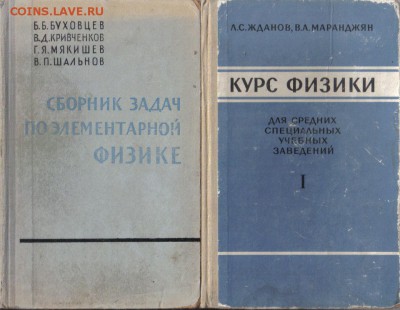 COINS.LAVE.RU
Б.Б. БУХОВЦЕВ
В.Д. КРИВЧЕНКОВ
Г.Я. МЯКИШЕВ
В.П. ШАЛЬНОВ
СБОРНИК ЗАДАЧ
ПО ЭЛЕМЕНТАРНОЙ
ФИЗИКЕ
Л.С. ЖДАНОВ, В.А. МАРАНДЖЯН
КУРС ФИЗИКИ
ДЛЯ СРЕДНИХ
СПЕЦИАЛЬНЫХ
УЧЕБНЫХ
ЗАВЕДЕНИЙ
I